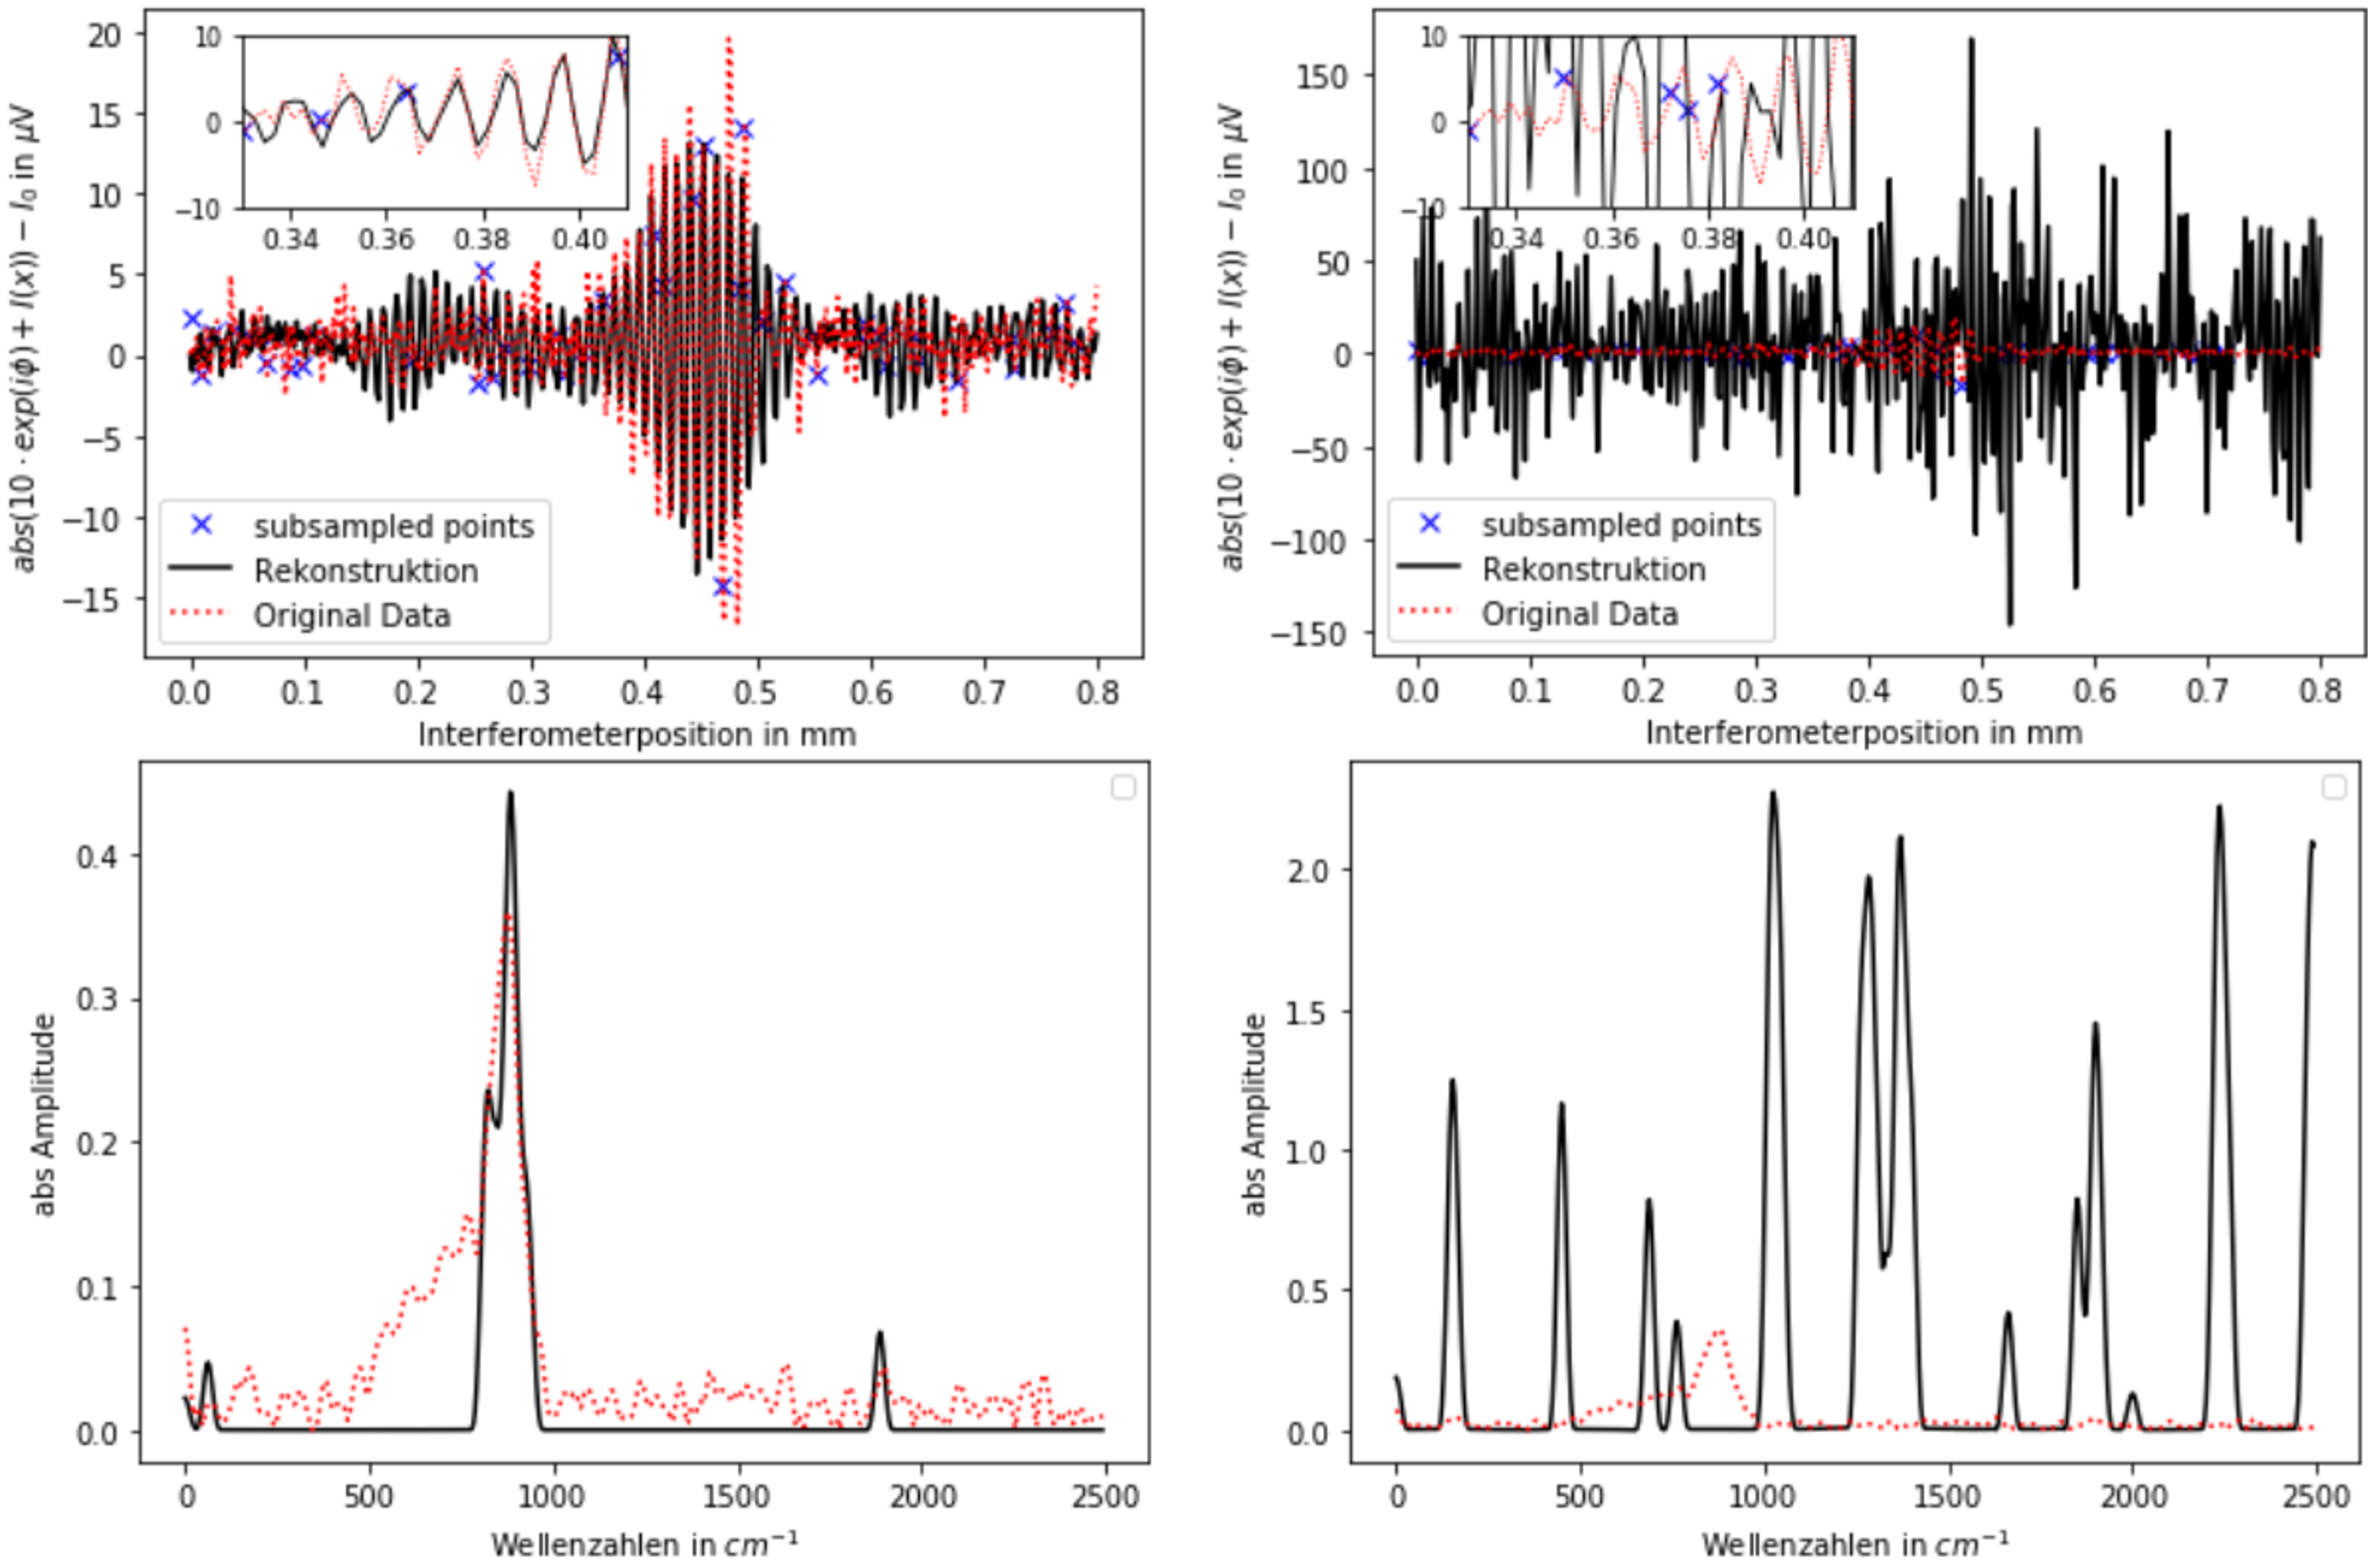 abs(10 · exp(iϕ) + I(x)) − I₀ in μV
20
15
10
5
0
−5
−10
−15
10
0
−10
0.34 0.36 0.38 0.40
subsampled points
Rekonstruktion
Original Data
0.0 0.1 0.2 0.3 0.4 0.5 0.6 0.7 0.8
Interferometerposition in mm
abs(10 · exp(iϕ) + I(x)) − I₀ in μV
150
100
50
0
−50
−100
−150
10
0
−10
0.34 0.36 0.38 0.40
subsampled points
Rekonstruktion
Original Data
0.0 0.1 0.2 0.3 0.4 0.5 0.6 0.7 0.8
Interferometerposition in mm
abs Amplitude
0.4
0.3
0.2
0.1
0.0
0 500 1000 1500 2000 2500
Wellenzahlen in cm⁻¹
abs Amplitude
2.0
1.5
1.0
0.5
0.0
0 500 1000 1500 2000 2500
Wellenzahlen in cm⁻¹